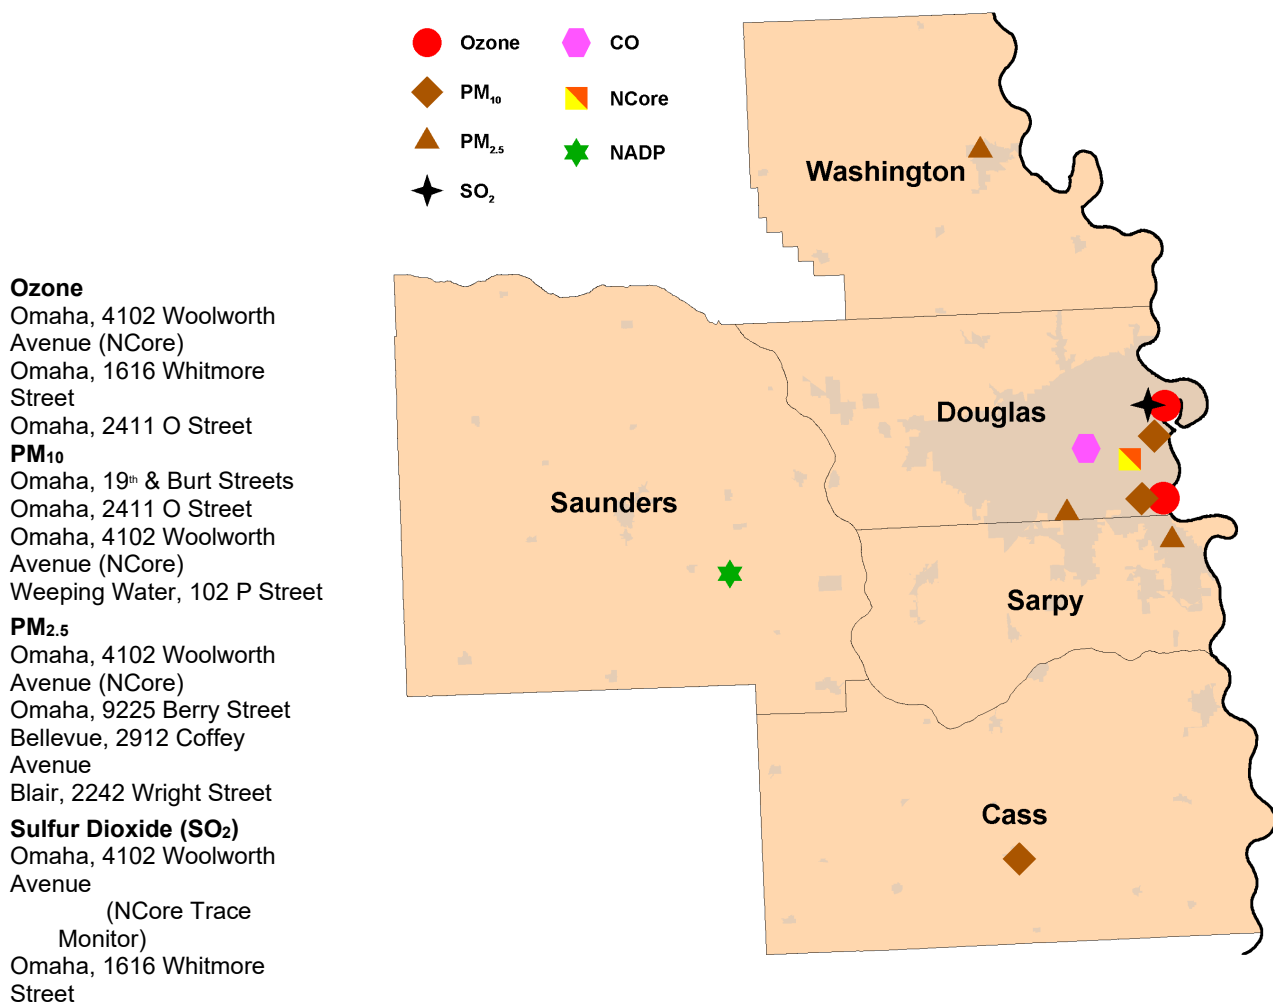 Ozone
CO
PM10
NCore
PM2.5
NADP
SO2
Washington
Douglas
Saunders
Sarpy
Cass
Ozone
Omaha, 4102 Woolworth
Avenue (NCore)
Omaha, 1616 Whitmore
Street
Omaha, 2411 O Street
PM10
Omaha, 19th & Burt Streets
Omaha, 2411 O Street
Omaha, 4102 Woolworth
Avenue (NCore)
Weeping Water, 102 P Street
PM2.5
Omaha, 4102 Woolworth
Avenue (NCore)
Omaha, 9225 Berry Street
Bellevue, 2912 Coffey
Avenue
Blair, 2242 Wright Street
Sulfur Dioxide (SO2)
Omaha, 4102 Woolworth
Avenue
(NCore Trace
Monitor)
Omaha, 1616 Whitmore
Street